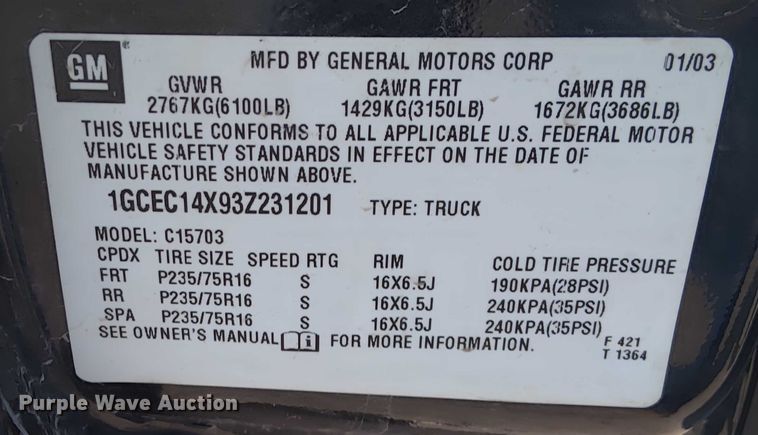 GM MFD BY GENERAL MOTORS CORP 01/03
GVWR GAWR FRT GAWR RR
2767KG(6100LB) 1429KG(3150LB) 1672KG(3686LB)
THIS VEHICLE CONFORMS TO ALL APPLICABLE U.S. FEDERAL MOTOR
VEHICLE SAFETY STANDARDS IN EFFECT ON THE DATE OF
MANUFACTURE SHOWN ABOVE.
1GCEC14X93Z231201 TYPE: TRUCK
MODEL: C15703
CPDX TIRE SIZE SPEED RTG RIM COLD TIRE PRESSURE
FRT P235/75R16 S 16X6.5J 190KPA(28PSI)
RR P235/75R16 S 16X6.5J 240KPA(35PSI)
SPA P235/75R16 S 16X6.5J 240KPA(35PSI)
SEE OWNER'S MANUAL i FOR MORE INFORMATION. F 421
T 1364
Purple Wave Auction